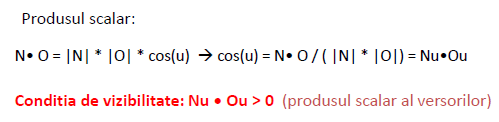 Produsul scalar:
N• O = |N| * |O| * cos(u) → cos(u) = N• O / ( |N| * |O|) = Nu•Ou
Conditia de vizibilitate: Nu • Ou > 0 (produsul scalar al versorilor)